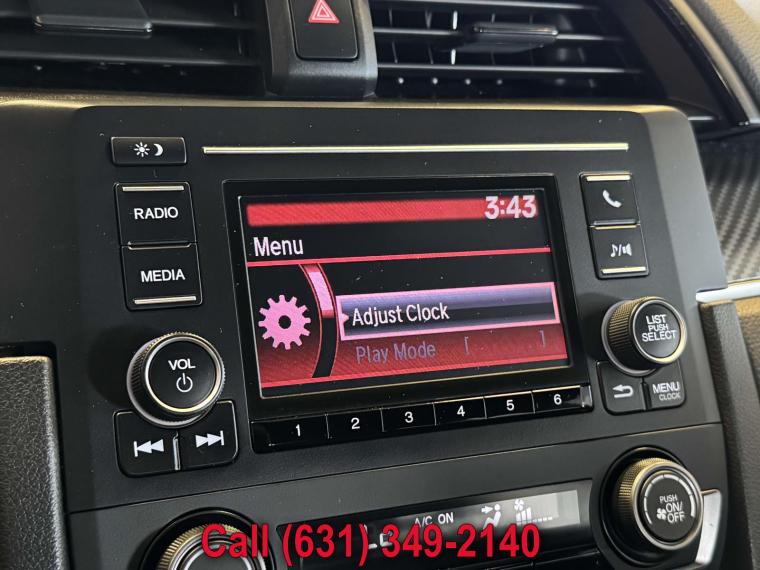 RADIO
MEDIA
VOL
3:43
Menu
Adjust Clock
Play Mode [ ]
1 2 3 4 5 6
LIST
PUSH
SELECT
MENU
CLOCK
A/C ON
PUSH
ON/
OFF
Call (631) 349-2140